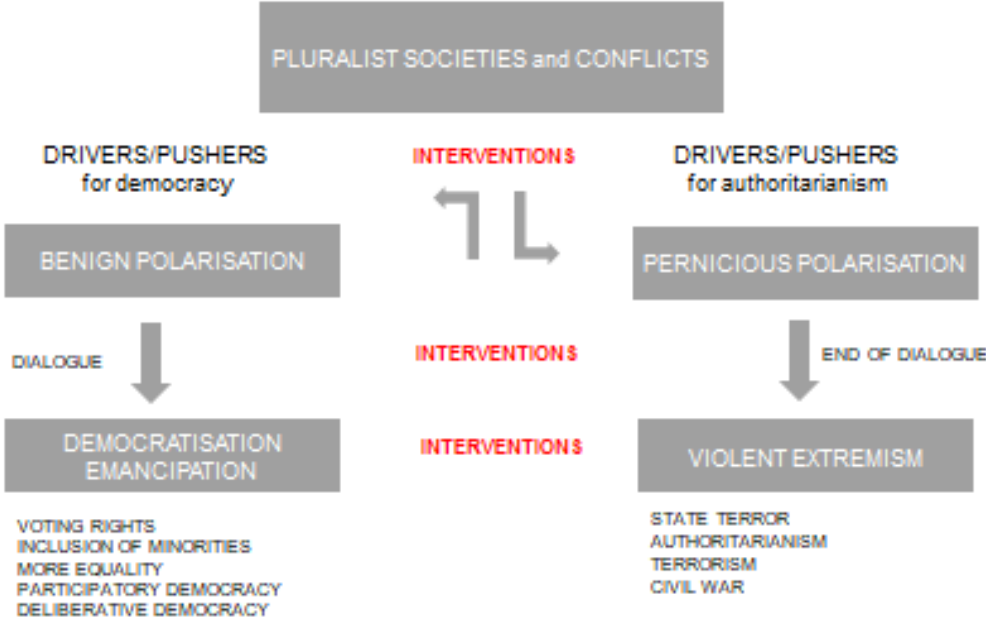 PLURALIST SOCIETIES and CONFLICTS
DRIVERS/PUSHERS
for democracy
INTERVENTIONS
DRIVERS/PUSHERS
for authoritarianism
BENIGN POLARISATION
PERNICIOUS POLARISATION
DIALOGUE
INTERVENTIONS
END OF DIALOGUE
DEMOCRATISATION
EMANCIPATION
INTERVENTIONS
VIOLENT EXTREMISM
VOTING RIGHTS
INCLUSION OF MINORITIES
MORE EQUALITY
PARTICIPATORY DEMOCRACY
DELIBERATIVE DEMOCRACY
STATE TERROR
AUTHORITARIANISM
TERRORISM
CIVIL WAR